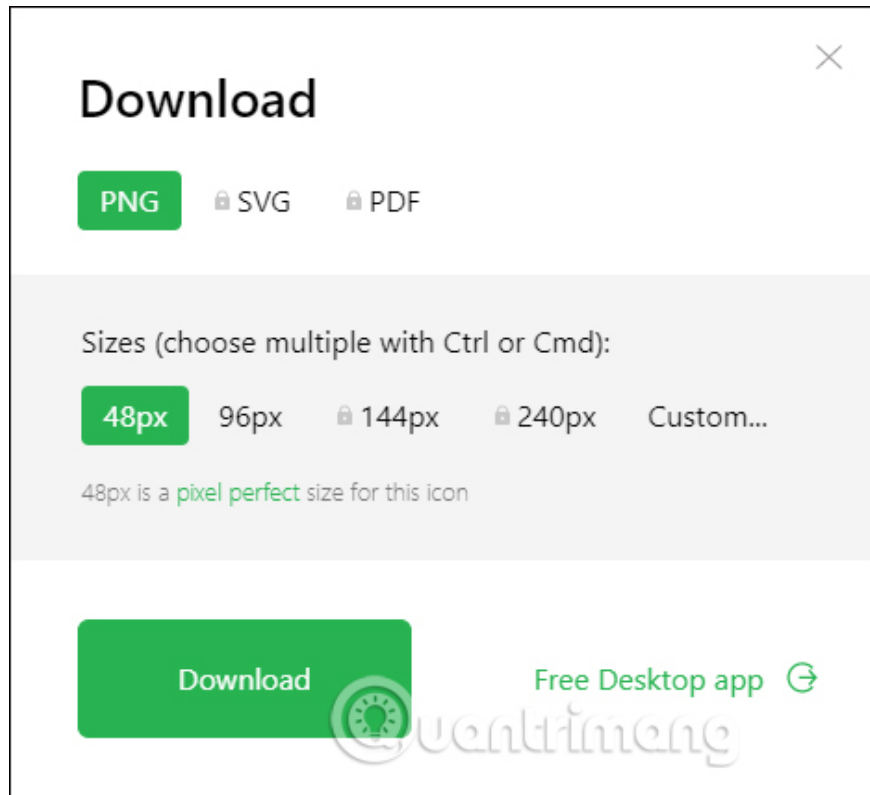 Download
PNG SVG PDF
Sizes (choose multiple with Ctrl or Cmd):
48px 96px 144px 240px Custom...
48px is a pixel perfect size for this icon
Download Free Desktop app
Quantrimang